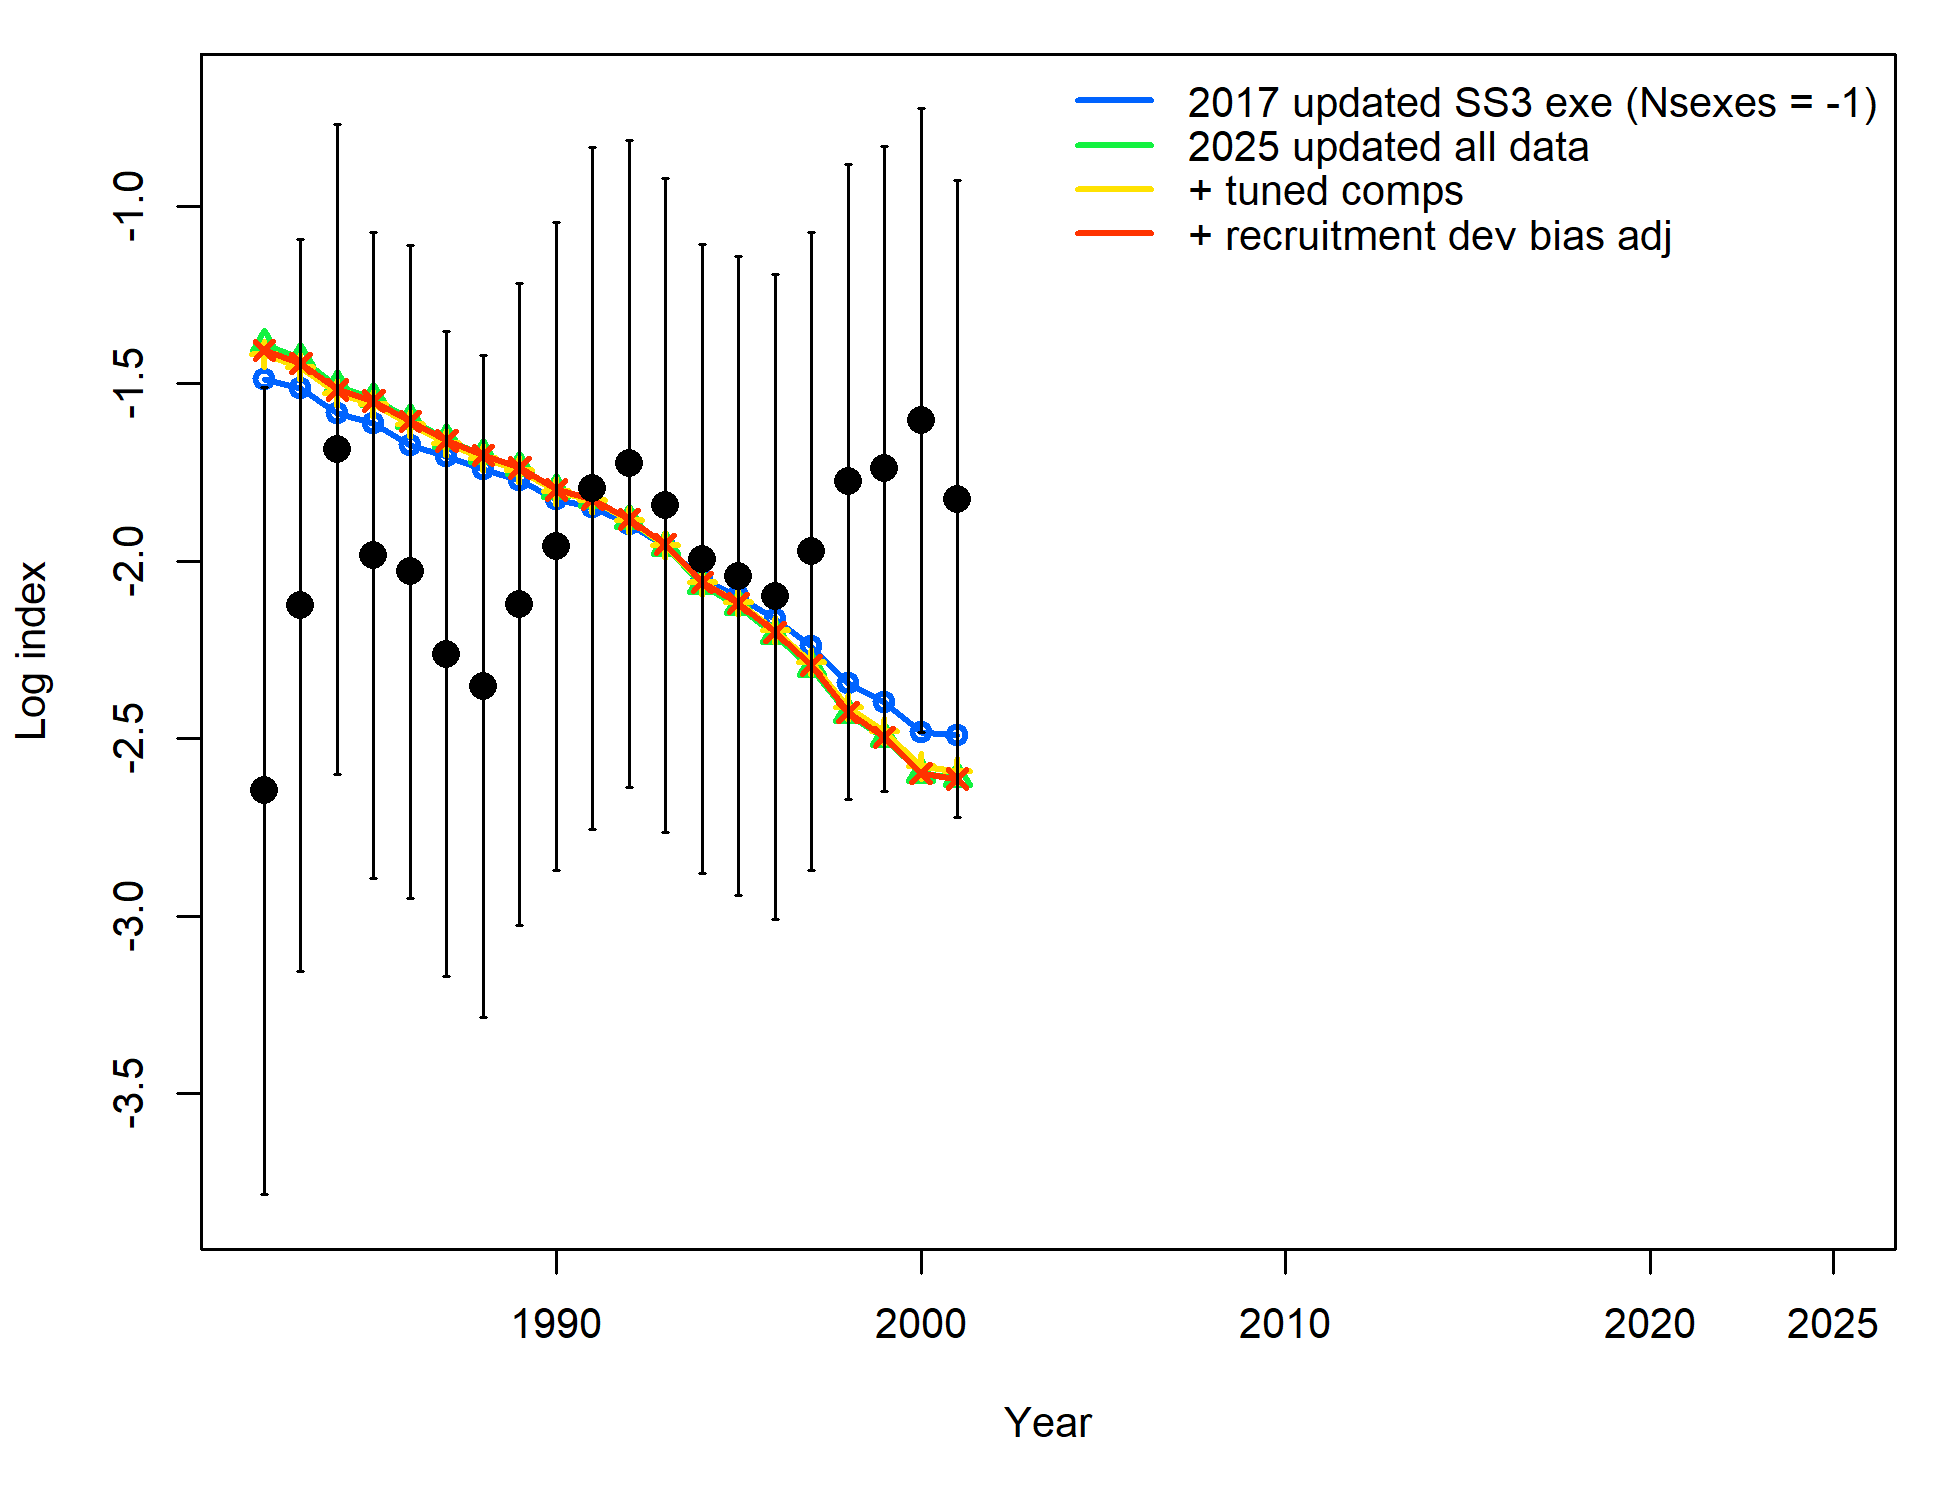 2017 updated SS3 exe (Nsexes = -1)
2025 updated all data
+ tuned comps
+ recruitment dev bias adj
-1.0
-1.5
-2.0
-2.5
-3.0
-3.5
Log index
1990 2000 2010 2020 2025
Year